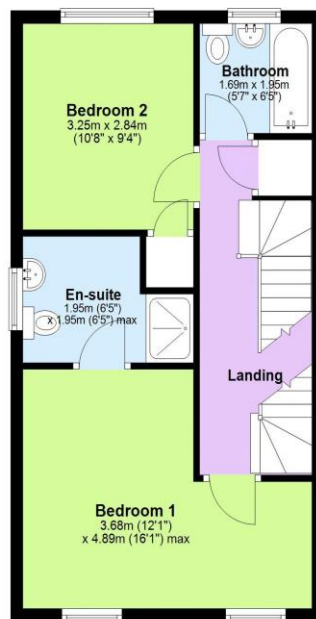 Bathroom
1.69m x 1.95m
(5'7" x 6'5")
Bedroom 2
3.25m x 2.84m
(10'8" x 9'4")
En-suite
1.95m (6'5")
x 1.95m (6'5") max
Landing
Bedroom 1
3.68m (12'1")
x 4.89m (16'1") max